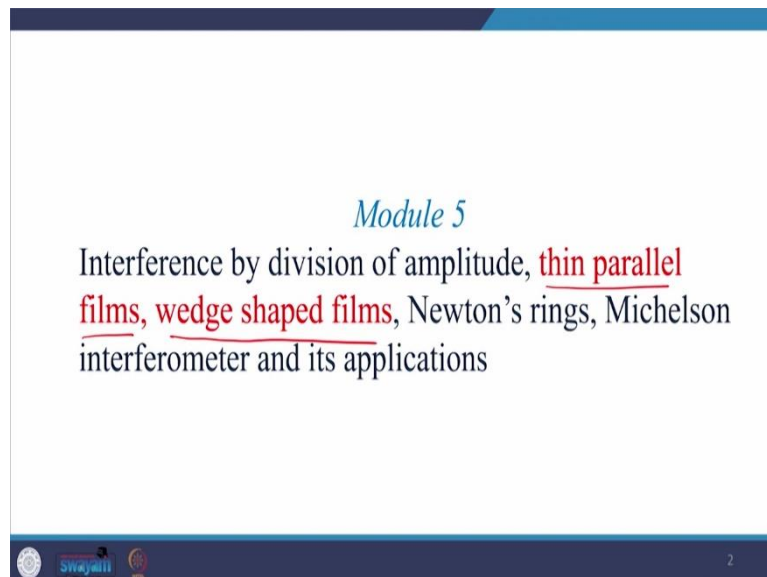 Module 5
Interference by division of amplitude, thin parallel
films, wedge shaped films, Newton's rings, Michelson
interferometer and its applications
swayam
2